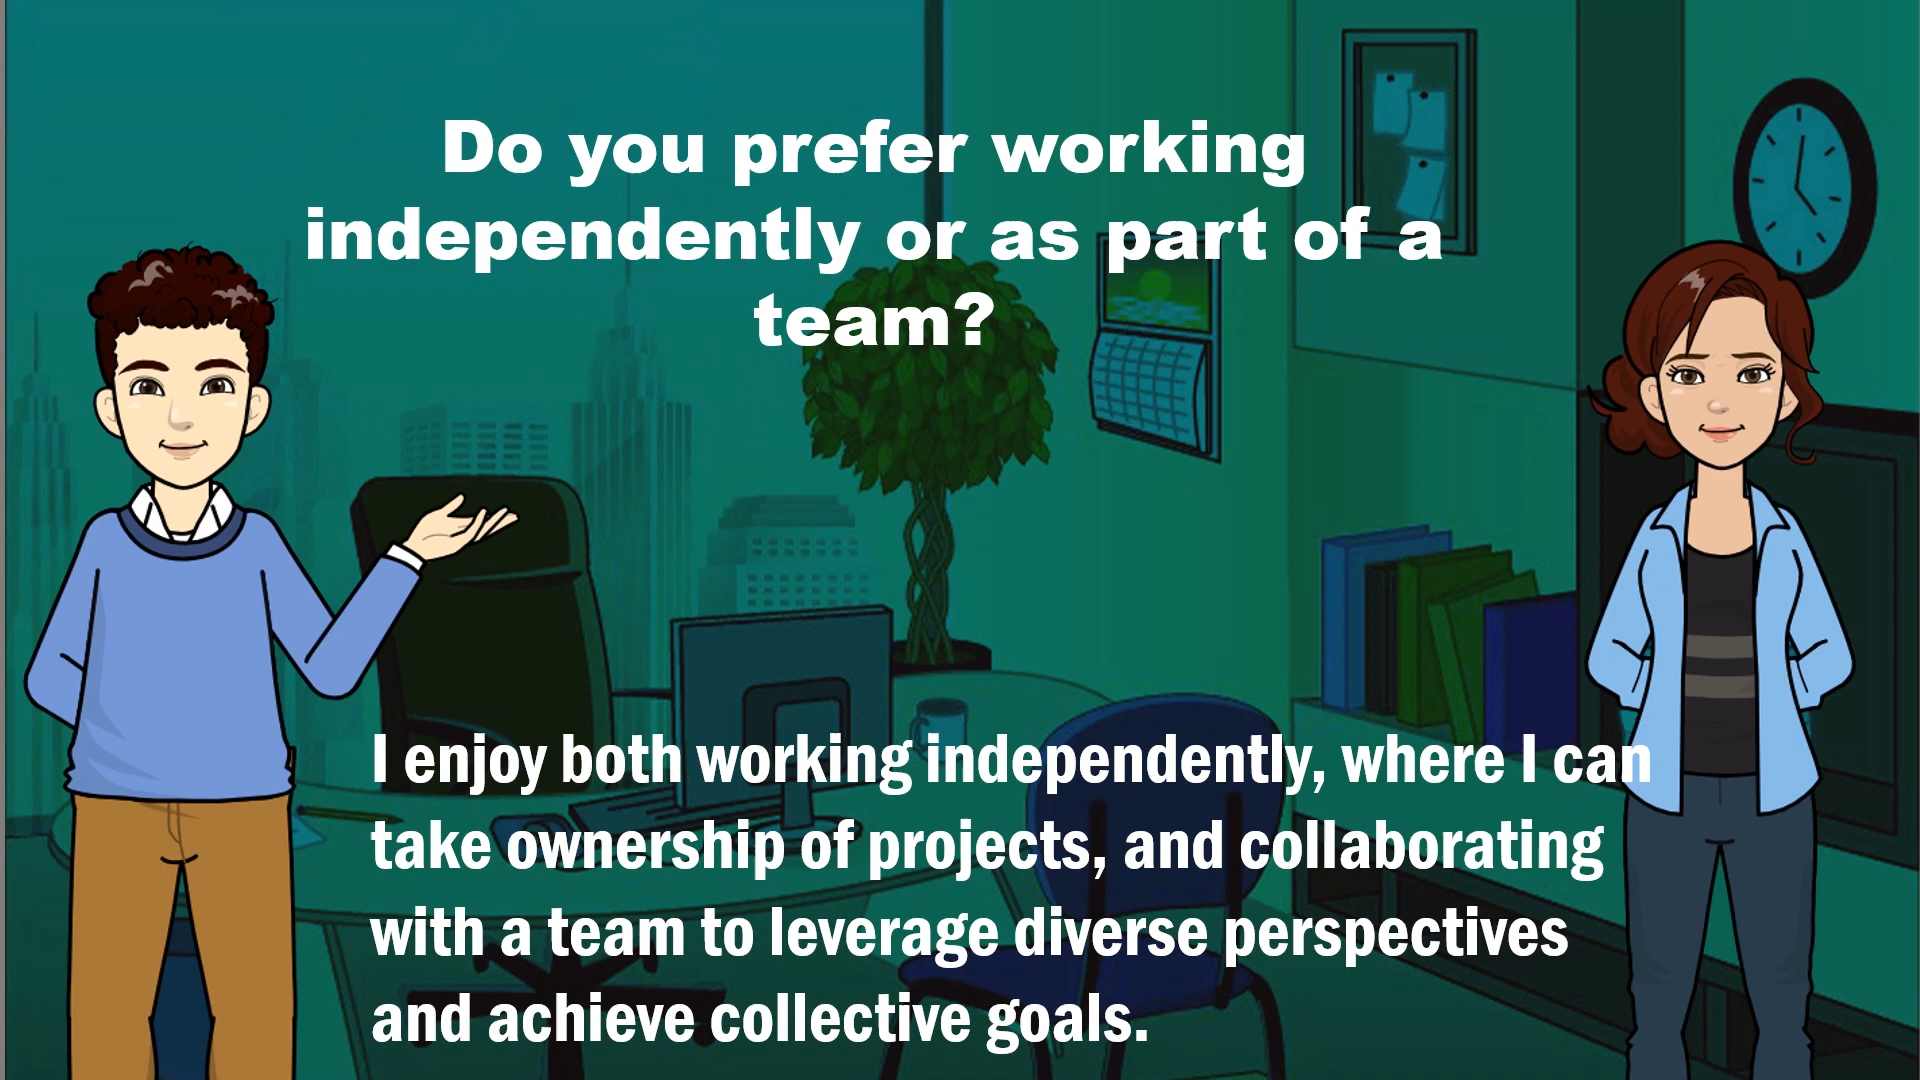 Do you prefer working
independently or as part of a
team?
I enjoy both working independently, where I can
take ownership of projects, and collaborating
with a team to leverage diverse perspectives
and achieve collective goals.